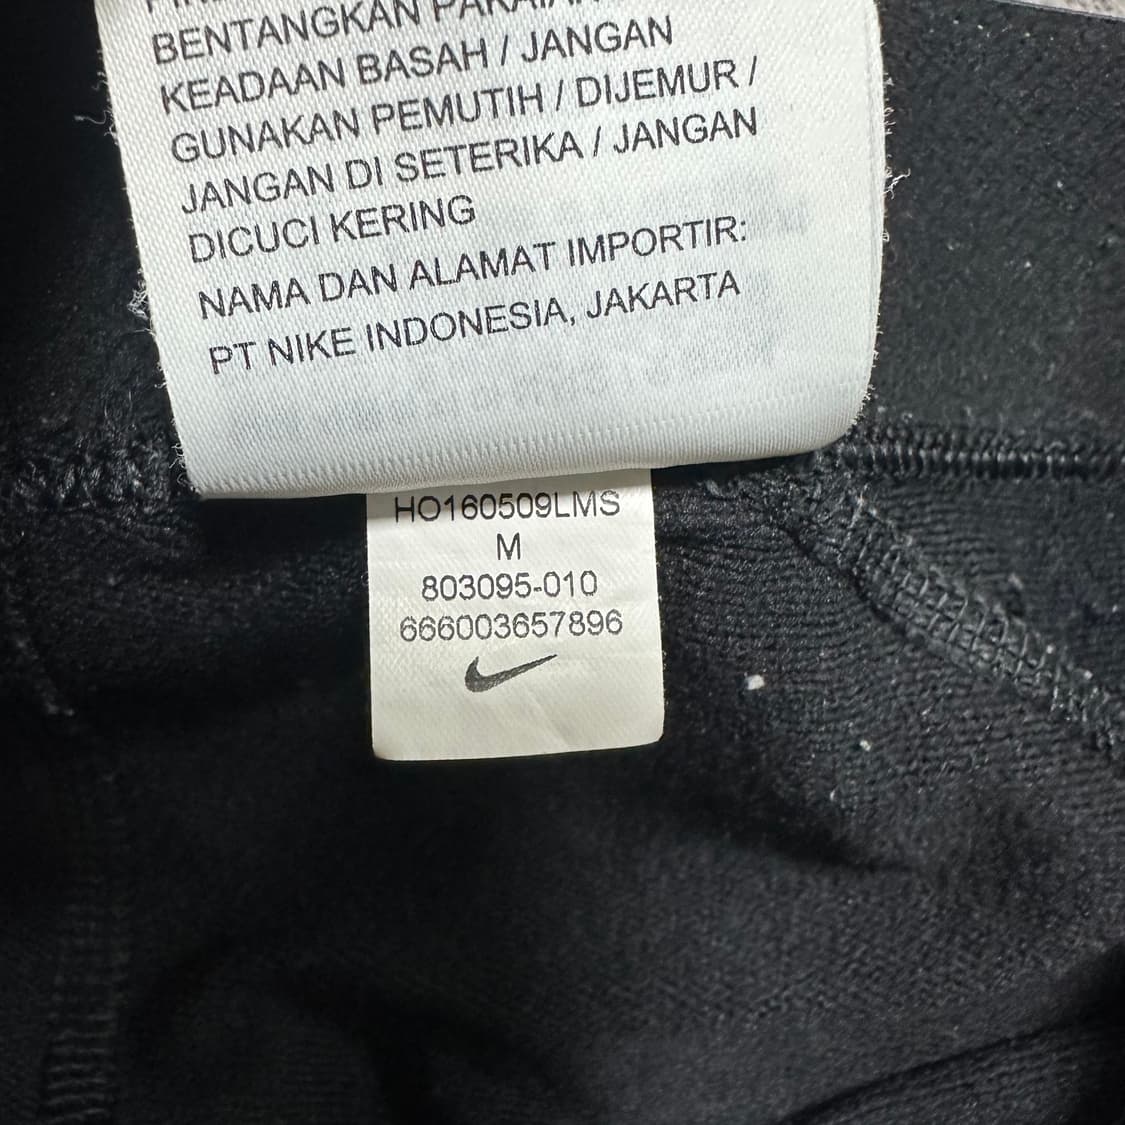 BENTANGKAN
KEADAAN BASAH / JANGAN
GUNAKAN PEMUTIH / DIJEMUR /
JANGAN DI SETERIKA / JANGAN
DICUCI KERING
NAMA DAN ALAMAT IMPORTIR:
PT NIKE INDONESIA, JAKARTA
HO160509LMS
M
803095-010
666003657896